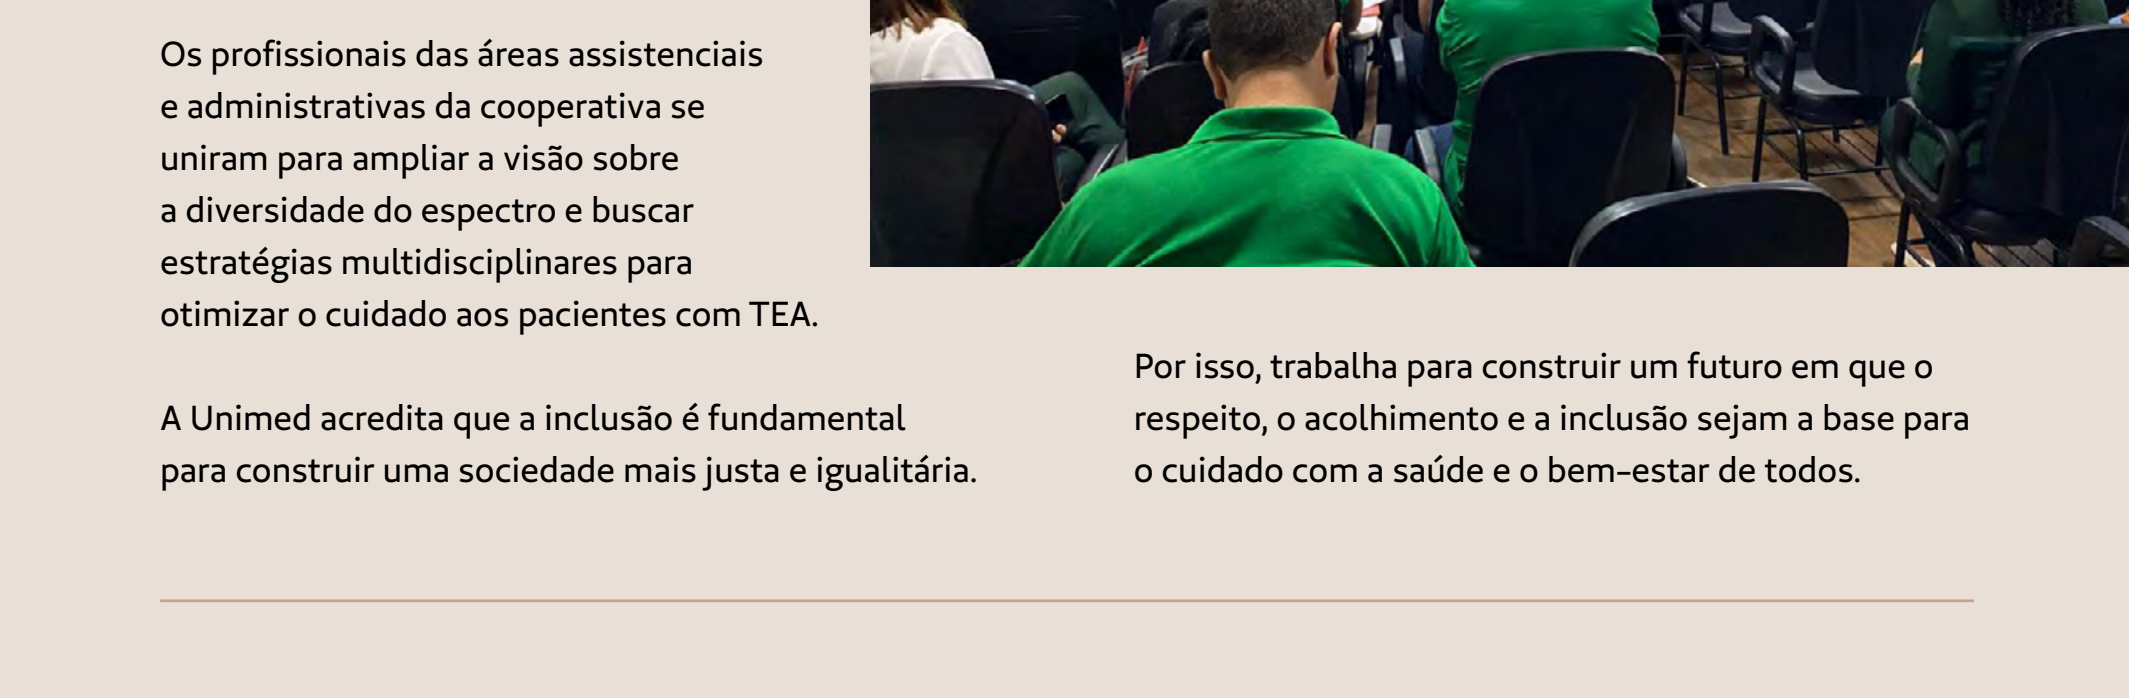 Os profissionais das áreas assistenciais
e administrativas da cooperativa se
uniram para ampliar a visão sobre
a diversidade do espectro e buscar
estratégias multidisciplinares para
otimizar o cuidado aos pacientes com TEA.
A Unimed acredita que a inclusão é fundamental
para construir uma sociedade mais justa e igualitária.
Por isso, trabalha para construir um futuro em que o
respeito, o acolhimento e a inclusão sejam a base para
o cuidado com a saúde e o bem-estar de todos.